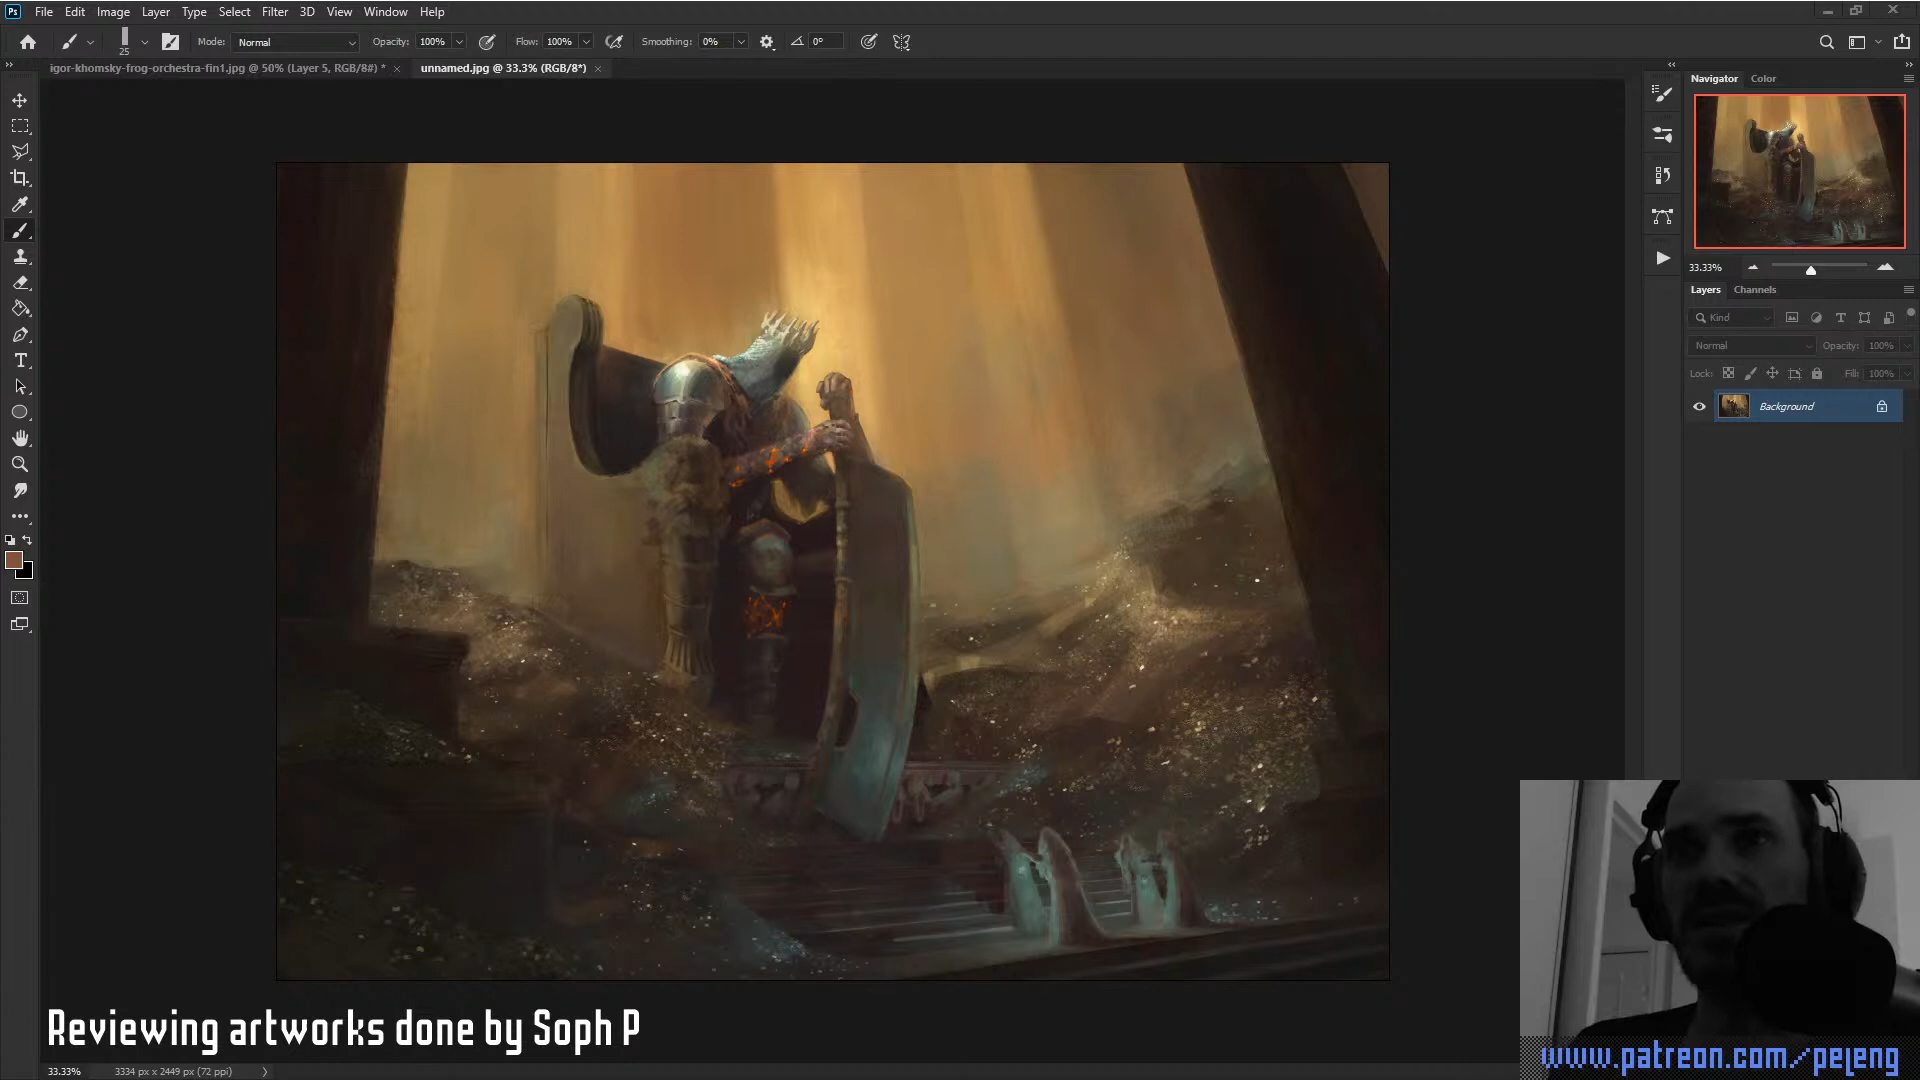 Ps File Edit Image Layer Type Select Filter 3D View Window Help
25 Mode: Normal Opacity: 100% Flow: 100% Smoothing: 0% 0°
igor-khomsky-frog-orchestra-fin1.jpg @ 50% (Layer 5, RGB/8#) * unnamed.jpg @ 33.3% (RGB/8*)
Navigator Color
33.33%
Layers Channels
Kind
Normal Opacity: 100%
Lock: Fill: 100%
Background
Reviewing artworks done by Soph P
www.patreon.com/peleng
33.33% 3334 px x 2449 px (72 ppi)